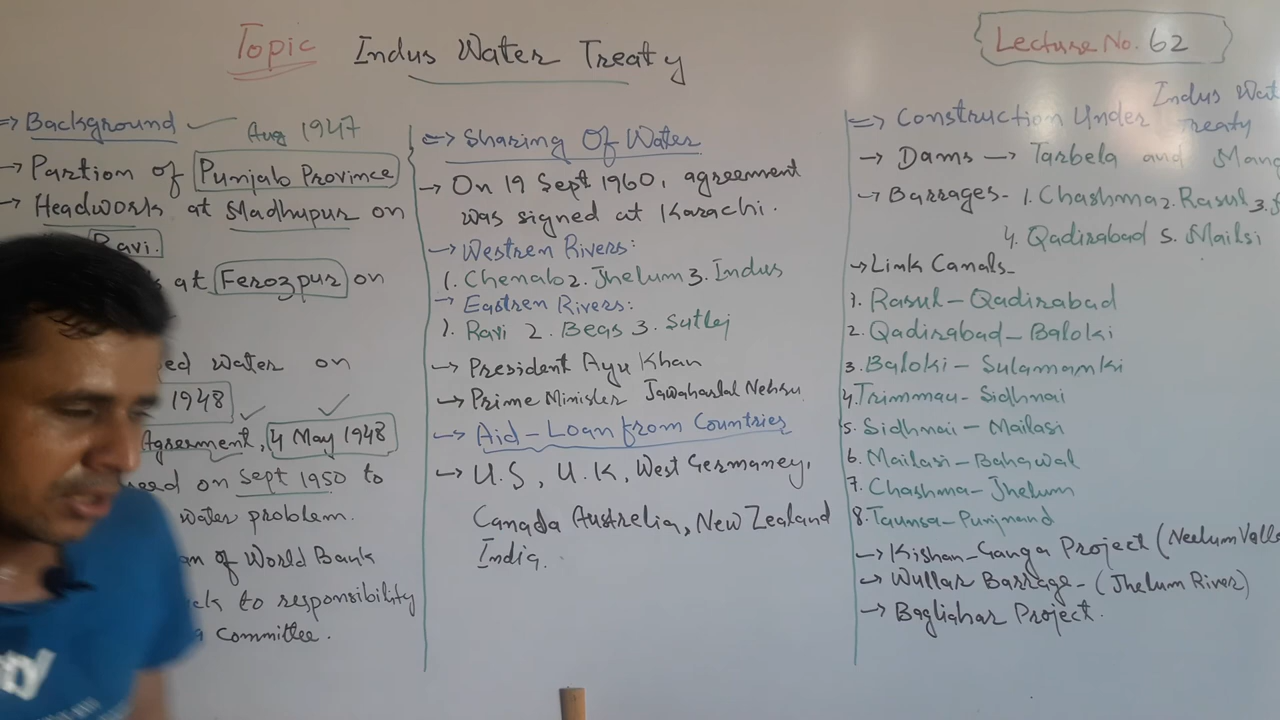 Topic Indus Water Treaty
Lecture No. 62
=> Background
Aug 1947
→ Partion of Punjab Province
→ Headwork at Madhupur on
Ravi.
at Ferozpur on
ed water on
1948
Agreement, 4 May 1948
on Sept 1950 to
water problem.
of World Bank
to responsibility
committee.
=> Sharing Of Water
→ On 19 Sept 1960, agreement
was signed at Karachi.
→ Westren Rivers:
1. Chenab 2. Jhelum 3. Indus
→ Eastren Rivers:
1. Ravi 2. Beas 3. Sutlej
→ President Ayu Khan
→ Prime Minister Jawaharlal Nehru
→ Aid-Loan from Countries
→ U.S, U.K, West Germaney,
Canada Australia, New Zealand
India.
=> Construction Under Indus Wat
Treaty
→ Dams → Tarbela and Mang
→ Barrages- 1. Chashma 2. Rasul 3.
4. Qadirabad 5. Mailsi
→ Link Canals-
1. Rasul-Qadirabad
2. Qadirabad-Baloki
3. Baloki-Sulamamki
4. Trimmau-Sidhnai
5. Sidhnai-Mailasi
6. Mailasi-Bahawal
7. Chashma-Jhelum
8. Taunsa-Punjnand
→ Kishan-Ganga Project (Neelum Valle
→ Wullar Barrage-(Jhelum River)
→ Bagliahar Project.